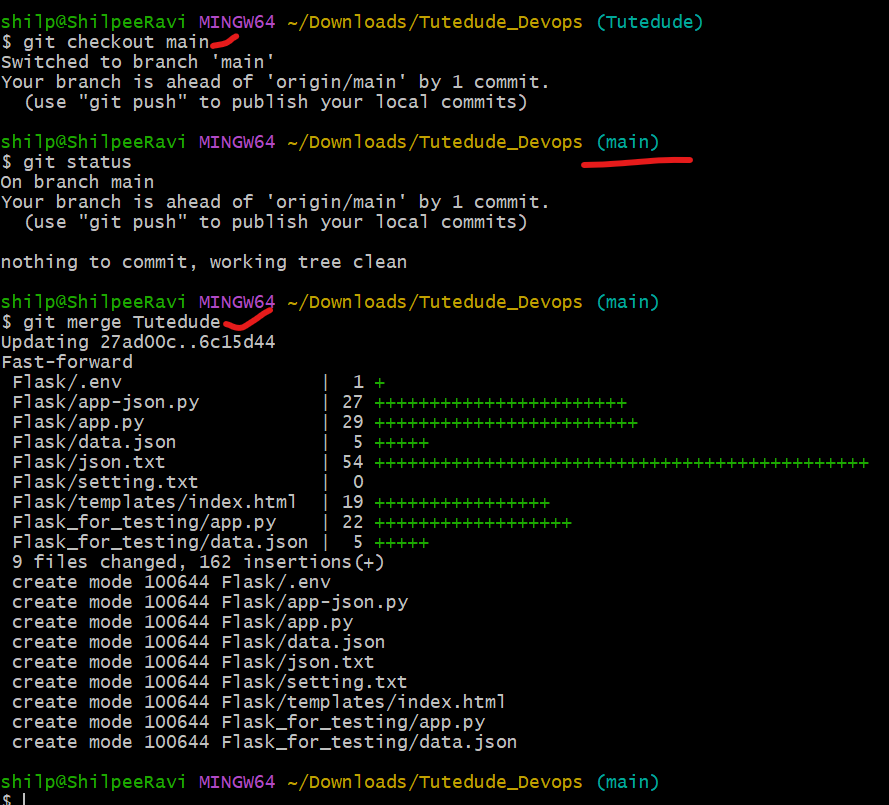 shilp@ShilpeeRavi MINGW64 ~/Downloads/Tutedude_Devops (Tutedude)
$ git checkout main
Switched to branch 'main'
Your branch is ahead of 'origin/main' by 1 commit.
  (use "git push" to publish your local commits)
shilp@ShilpeeRavi MINGW64 ~/Downloads/Tutedude_Devops (main)
$ git status
On branch main
Your branch is ahead of 'origin/main' by 1 commit.
  (use "git push" to publish your local commits)
nothing to commit, working tree clean
shilp@ShilpeeRavi MINGW64 ~/Downloads/Tutedude_Devops (main)
$ git merge Tutedude
Updating 27ad00c..6c15d44
Fast-forward
 Flask/.env                  |  1 +
 Flask/app-json.py           | 27 +++++++++++++++++++++++
 Flask/app.py                | 29 ++++++++++++++++++++++++
 Flask/data.json             |  5 +++++
 Flask/json.txt              | 54 +++++++++++++++++++++++++++++++++++++++++++++
 Flask/setting.txt           |  0
 Flask/templates/index.html  | 19 ++++++++++++++++
 Flask_for_testing/app.py    | 22 ++++++++++++++++++
 Flask_for_testing/data.json |  5 +++++
 9 files changed, 162 insertions(+)
 create mode 100644 Flask/.env
 create mode 100644 Flask/app-json.py
 create mode 100644 Flask/app.py
 create mode 100644 Flask/data.json
 create mode 100644 Flask/json.txt
 create mode 100644 Flask/setting.txt
 create mode 100644 Flask/templates/index.html
 create mode 100644 Flask_for_testing/app.py
 create mode 100644 Flask_for_testing/data.json
shilp@ShilpeeRavi MINGW64 ~/Downloads/Tutedude_Devops (main)
$